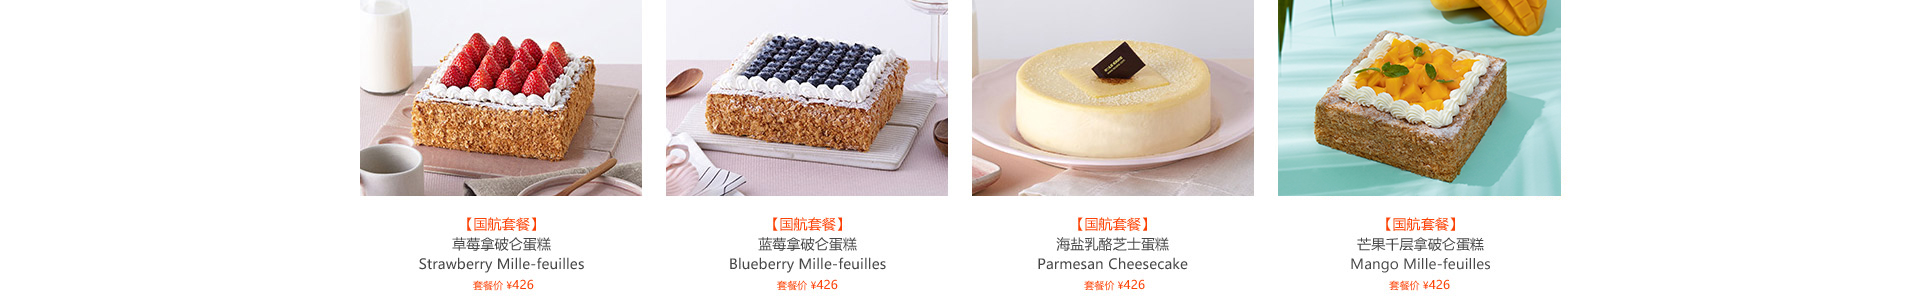 【国航套餐】
草莓拿破仑蛋糕
Strawberry Mille-feuilles
套餐价 ¥426
【国航套餐】
蓝莓拿破仑蛋糕
Blueberry Mille-feuilles
套餐价 ¥426
【国航套餐】
海盐乳酪芝士蛋糕
Parmesan Cheesecake
套餐价 ¥426
【国航套餐】
芒果千层拿破仑蛋糕
Mango Mille-feuilles
套餐价 ¥426